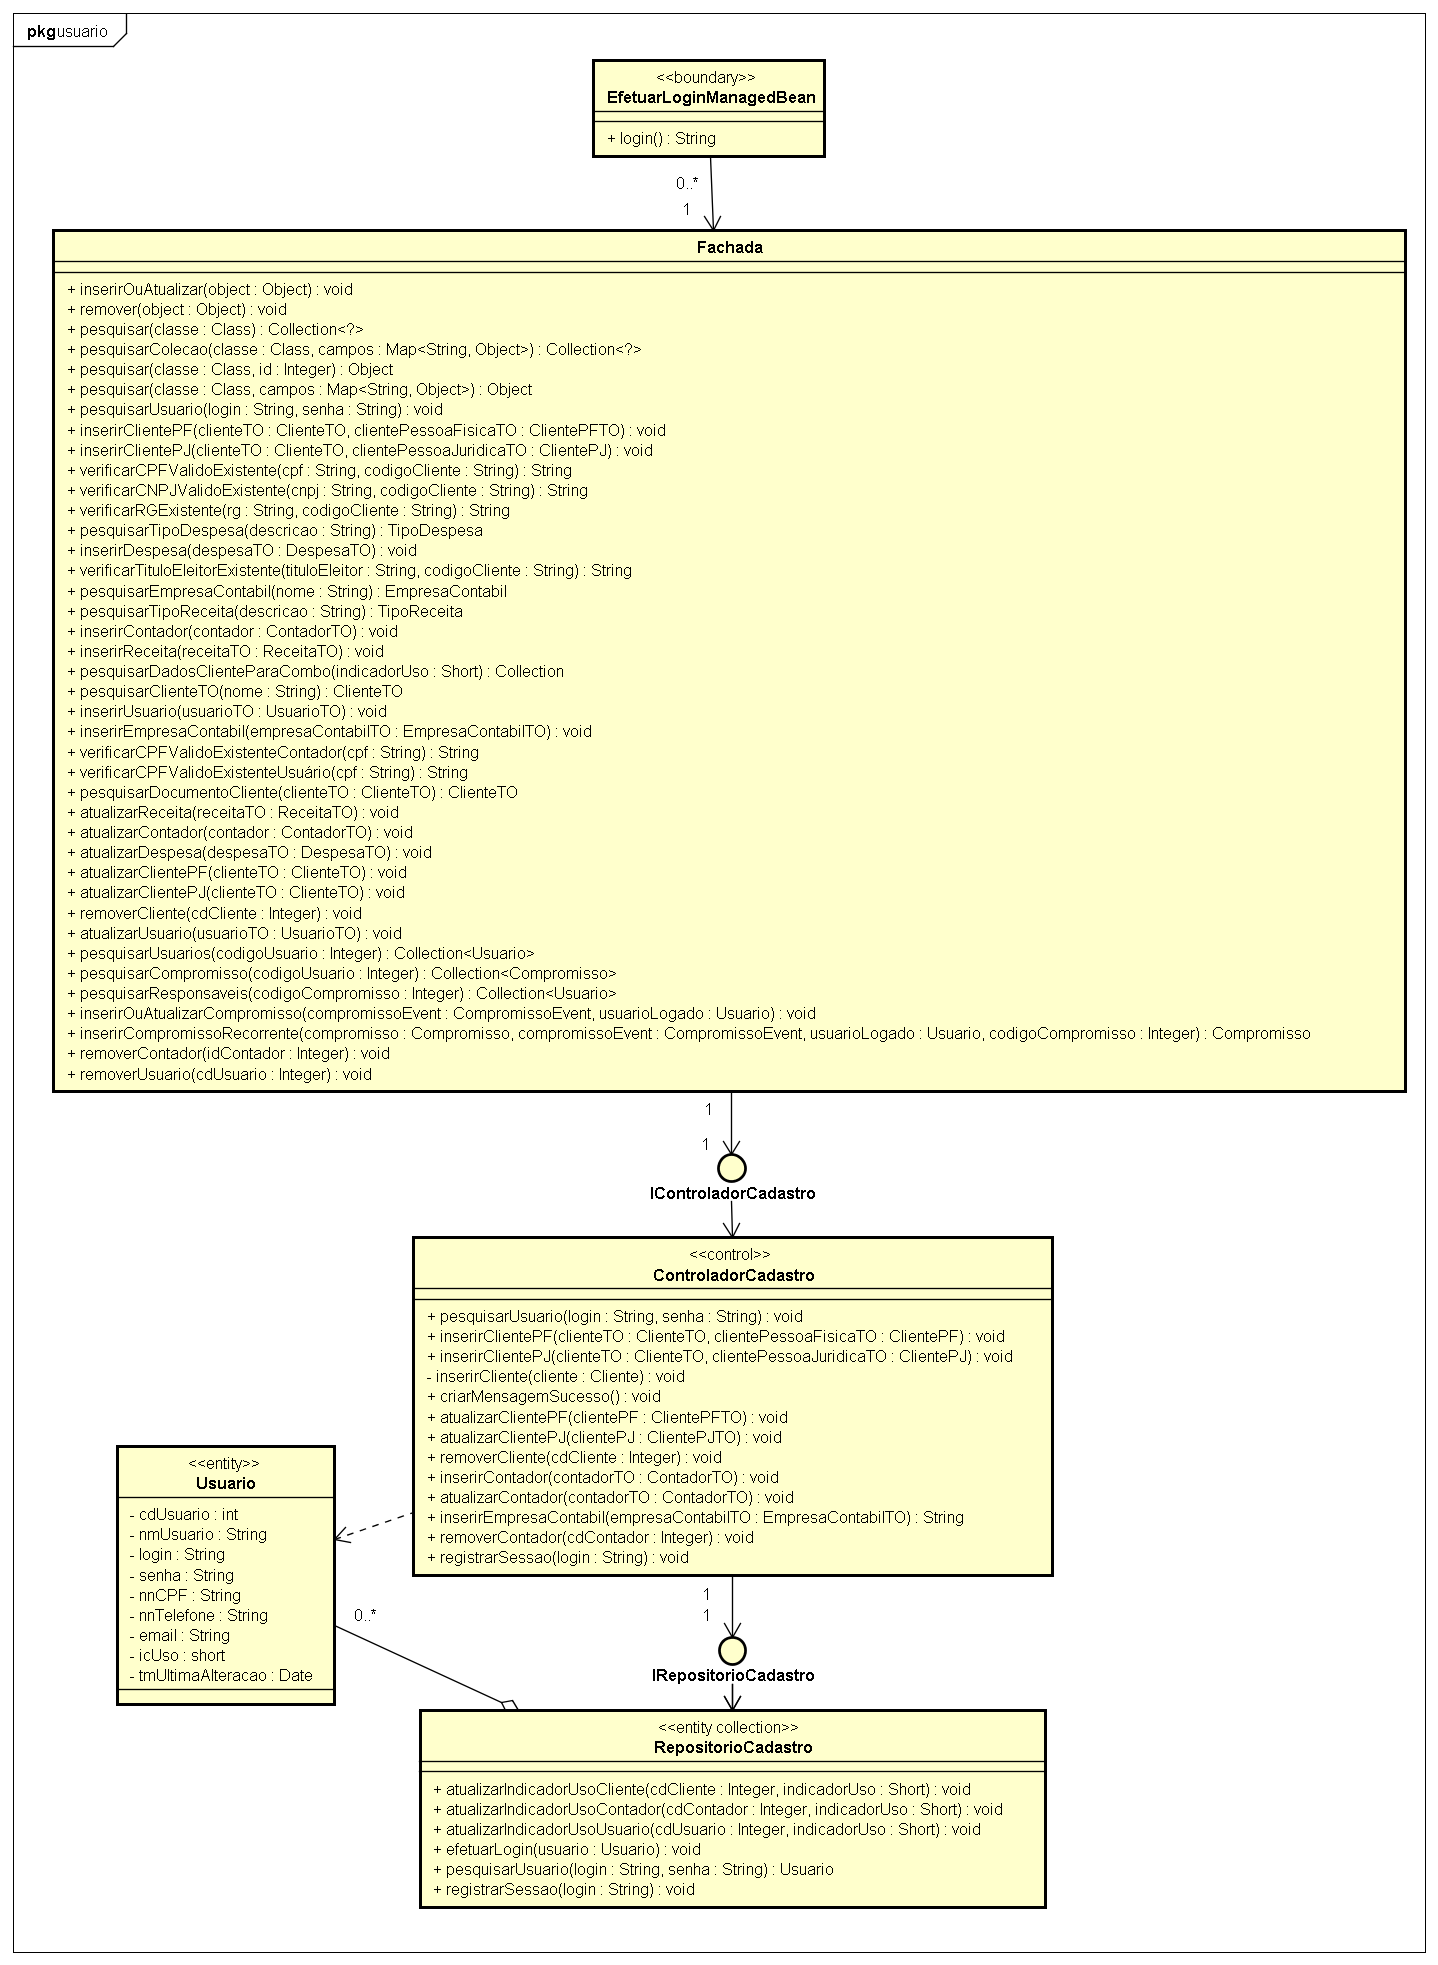 pkg usuario
<<boundary>>
EfetuarLoginManagedBean
+ login() : String
0..*
1
Fachada
+ inserirOuAtualizar(object : Object) : void
+ remover(object : Object) : void
+ pesquisar(classe : Class) : Collection<?>
+ pesquisarColecao(classe : Class, campos : Map<String, Object>) : Collection<?>
+ pesquisar(classe : Class, id : Integer) : Object
+ pesquisar(classe : Class, campos : Map<String, Object>) : Object
+ pesquisarUsuario(login : String, senha : String) : void
+ inserirClientePF(clienteTO : ClienteTO, clientePessoaFisicaTO : ClientePFTO) : void
+ inserirClientePJ(clienteTO : ClienteTO, clientePessoaJuridicaTO : ClientePJ) : void
+ verificarCPFValidoExistente(cpf : String, codigoCliente : String) : String
+ verificarCNPJValidoExistente(cnpj : String, codigoCliente : String) : String
+ verificarRGExistente(rg : String, codigoCliente : String) : String
+ pesquisarTipoDespesa(descricao : String) : TipoDespesa
+ inserirDespesa(despesaTO : DespesaTO) : void
+ verificarTituloEleitorExistente(tituloEleitor : String, codigoCliente : String) : String
+ pesquisarEmpresaContabil(nome : String) : EmpresaContabil
+ pesquisarTipoReceita(descricao : String) : TipoReceita
+ inserirContador(contador : ContadorTO) : void
+ inserirReceita(receitaTO : ReceitaTO) : void
+ pesquisarDadosClienteParaCombo(indicadorUso : Short) : Collection
+ pesquisarClienteTO(nome : String) : ClienteTO
+ inserirUsuario(usuarioTO : UsuarioTO) : void
+ inserirEmpresaContabil(empresaContabilTO : EmpresaContabilTO) : void
+ verificarCPFValidoExistenteContador(cpf : String) : String
+ verificarCPFValidoExistenteUsuário(cpf : String) : String
+ pesquisarDocumentoCliente(clienteTO : ClienteTO) : ClienteTO
+ atualizarReceita(receitaTO : ReceitaTO) : void
+ atualizarContador(contador : ContadorTO) : void
+ atualizarDespesa(despesaTO : DespesaTO) : void
+ atualizarClientePF(clienteTO : ClienteTO) : void
+ atualizarClientePJ(clienteTO : ClienteTO) : void
+ removerCliente(cdCliente : Integer) : void
+ atualizarUsuario(usuarioTO : UsuarioTO) : void
+ pesquisarUsuarios(codigoUsuario : Integer) : Collection<Usuario>
+ pesquisarCompromisso(codigoUsuario : Integer) : Collection<Compromisso>
+ pesquisarResponsaveis(codigoCompromisso : Integer) : Collection<Usuario>
+ inserirOuAtualizarCompromisso(compromissoEvent : CompromissoEvent, usuarioLogado : Usuario) : void
+ inserirCompromissoRecorrente(compromisso : Compromisso, compromissoEvent : CompromissoEvent, usuarioLogado : Usuario, codigoCompromisso : Integer) : Compromisso
+ removerContador(idContador : Integer) : void
+ removerUsuario(cdUsuario : Integer) : void
1
1
IControladorCadastro
<<control>>
ControladorCadastro
+ pesquisarUsuario(login : String, senha : String) : void
+ inserirClientePF(clienteTO : ClienteTO, clientePessoaFisicaTO : ClientePF) : void
+ inserirClientePJ(clienteTO : ClienteTO, clientePessoaJuridicaTO : ClientePJ) : void
- inserirCliente(cliente : Cliente) : void
+ criarMensagemSucesso() : void
+ atualizarClientePF(clientePF : ClientePFTO) : void
+ atualizarClientePJ(clientePJ : ClientePJTO) : void
+ removerCliente(cdCliente : Integer) : void
+ inserirContador(contadorTO : ContadorTO) : void
+ atualizarContador(contadorTO : ContadorTO) : void
+ inserirEmpresaContabil(empresaContabilTO : EmpresaContabilTO) : String
+ removerContador(cdContador : Integer) : void
+ registrarSessao(login : String) : void
<<entity>>
Usuario
- cdUsuario : int
- nmUsuario : String
- login : String
- senha : String
- nnCPF : String
- nnTelefone : String
- email : String
- icUso : short
- tmUltimaAlteracao : Date
0..*
1
1
IRepositorioCadastro
<<entity collection>>
RepositorioCadastro
+ atualizarIndicadorUsoCliente(cdCliente : Integer, indicadorUso : Short) : void
+ atualizarIndicadorUsoContador(cdContador : Integer, indicadorUso : Short) : void
+ atualizarIndicadorUsoUsuario(cdUsuario : Integer, indicadorUso : Short) : void
+ efetuarLogin(usuario : Usuario) : void
+ pesquisarUsuario(login : String, senha : String) : Usuario
+ registrarSessao(login : String) : void